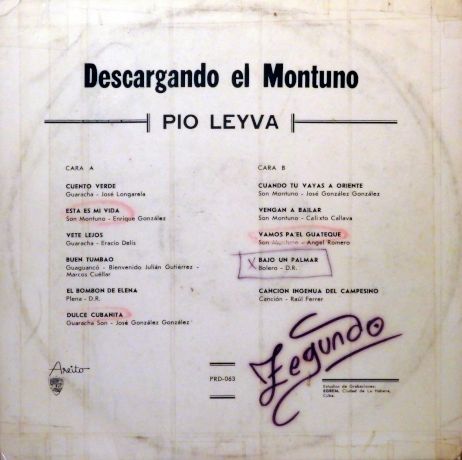 Descargando el Montuno
PIO LEYVA
CARA A
CUENTO VERDE
Guaracha - José Longarela
ESTA ES MI VIDA
Son Montuno - Enrique González
VETE LEJOS
Guaracha - Eracio Delis
BUEN TUMBAO
Guaguancó - Bienvenido Julián Gutiérrez -
Marcos Cuéllar
EL BOMBON DE ELENA
Plena - D.R.
DULCE CUBANITA
Guaracha Son - José González González
CARA B
CUANDO TU VAYAS A ORIENTE
Son Montuno - José González González
VENGAN A BAILAR
Son Montuno - Calixto Callava
VAMOS PA'EL GUATEQUE
Son Montuno - Angel Romero
X BAJO UN PALMAR
Bolero - D.R.
CANCION INGENUA DEL CAMPESINO
Canción - Raúl Ferrer
Zegundo
Areito
PRD-063
Estudios de Grabaciones:
EGREM, Ciudad de La Habana,
Cuba.